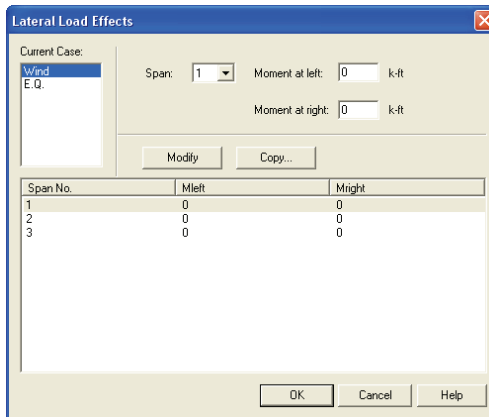 Lateral Load Effects
Current Case:
Wind
E.Q.
Span: 1
Moment at left: 0 k-ft
Moment at right: 0 k-ft
Modify Copy...
Span No. Mleft Mright
1 0 0
2 0 0
3 0 0
OK Cancel Help